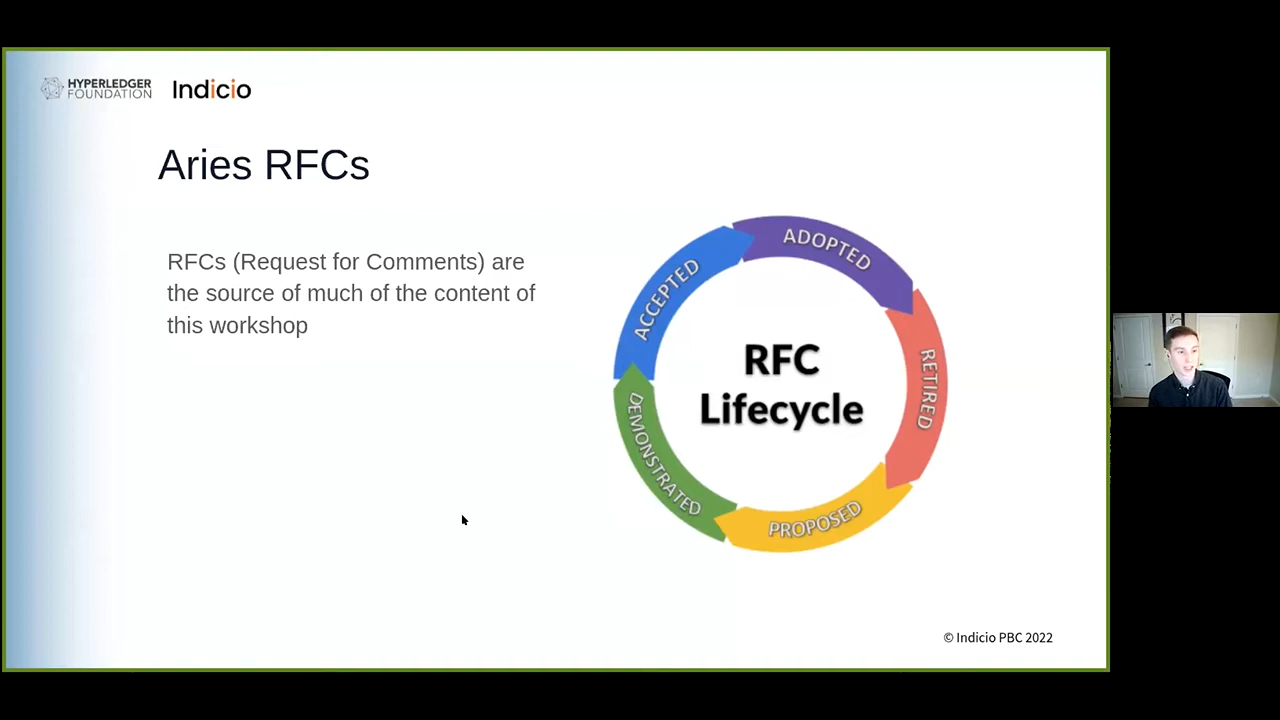 HYPERLEDGER
FOUNDATION
Indicio
Aries RFCs
RFCs (Request for Comments) are
the source of much of the content of
this workshop
ADOPTED
ACCEPTED
RETIRED
RFC
Lifecycle
DEMONSTRATED
PROPOSED
© Indicio PBC 2022